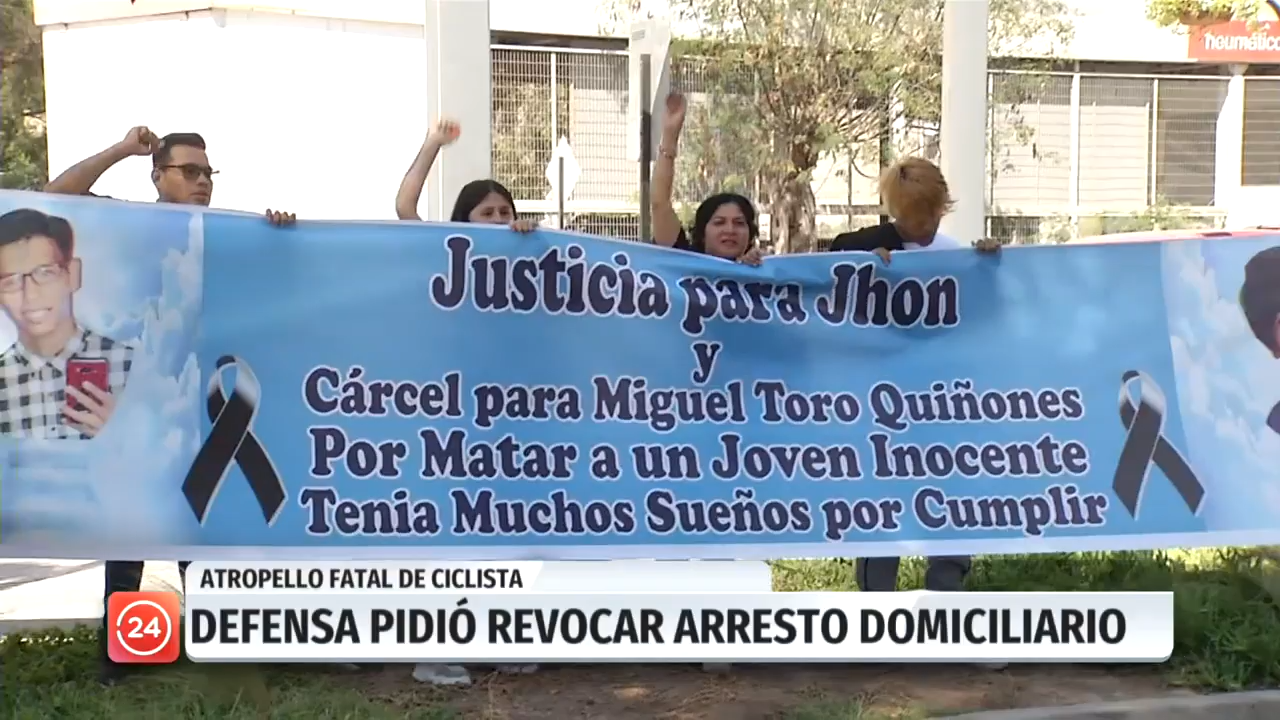 heumático
Justicia para Jhon
y
Cárcel para Miguel Toro Quiñones
Por Matar a un Joven Inocente
Tenia Muchos Sueños por Cumplir
ATROPELLO FATAL DE CICLISTA
24
DEFENSA PIDIÓ REVOCAR ARRESTO DOMICILIARIO